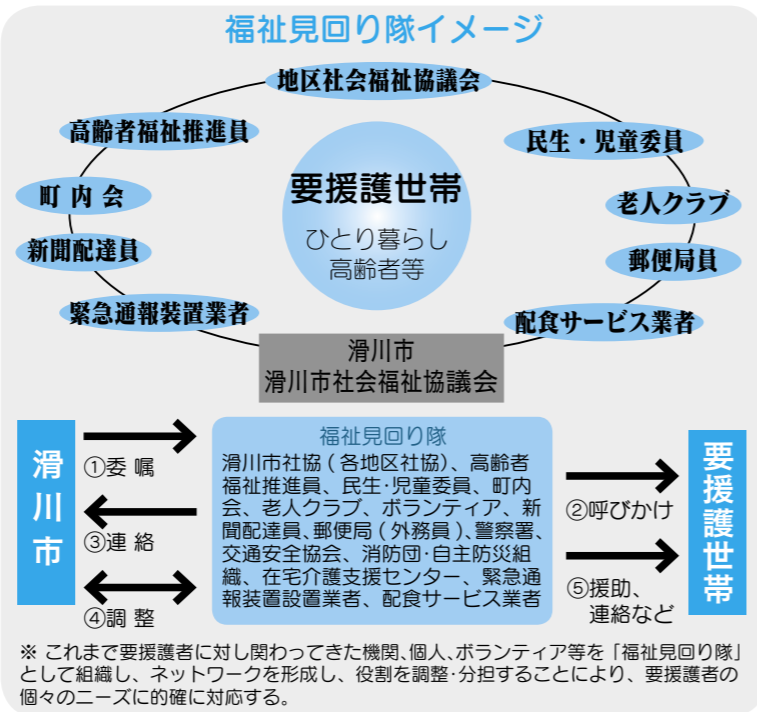 福祉見回り隊イメージ
地区社会福祉協議会
高齢者福祉推進員
民生・児童委員
町内会
老人クラブ
新聞配達員
郵便局員
緊急通報装置業者
配食サービス業者
要援護世帯
ひとり暮らし
高齢者等
滑川市
滑川市社会福祉協議会
滑川市
①委嘱
③連絡
④調整
福祉見回り隊
滑川市社協(各地区社協)、高齢者
福祉推進員、民生・児童委員、町内
会、老人クラブ、ボランティア、新
聞配達員、郵便局(外務員)、警察署、
交通安全協会、消防団・自主防災組
織、在宅介護支援センター、緊急通
報装置設置業者、配食サービス業者
②呼びかけ
⑤援助、
連絡など
要援護世帯
※ これまで要援護者に対し関わってきた機関、個人、ボランティア等を「福祉見回り隊」
として組織し、ネットワークを形成し、役割を調整・分担することにより、要援護者の
個々のニーズに的確に対応する。